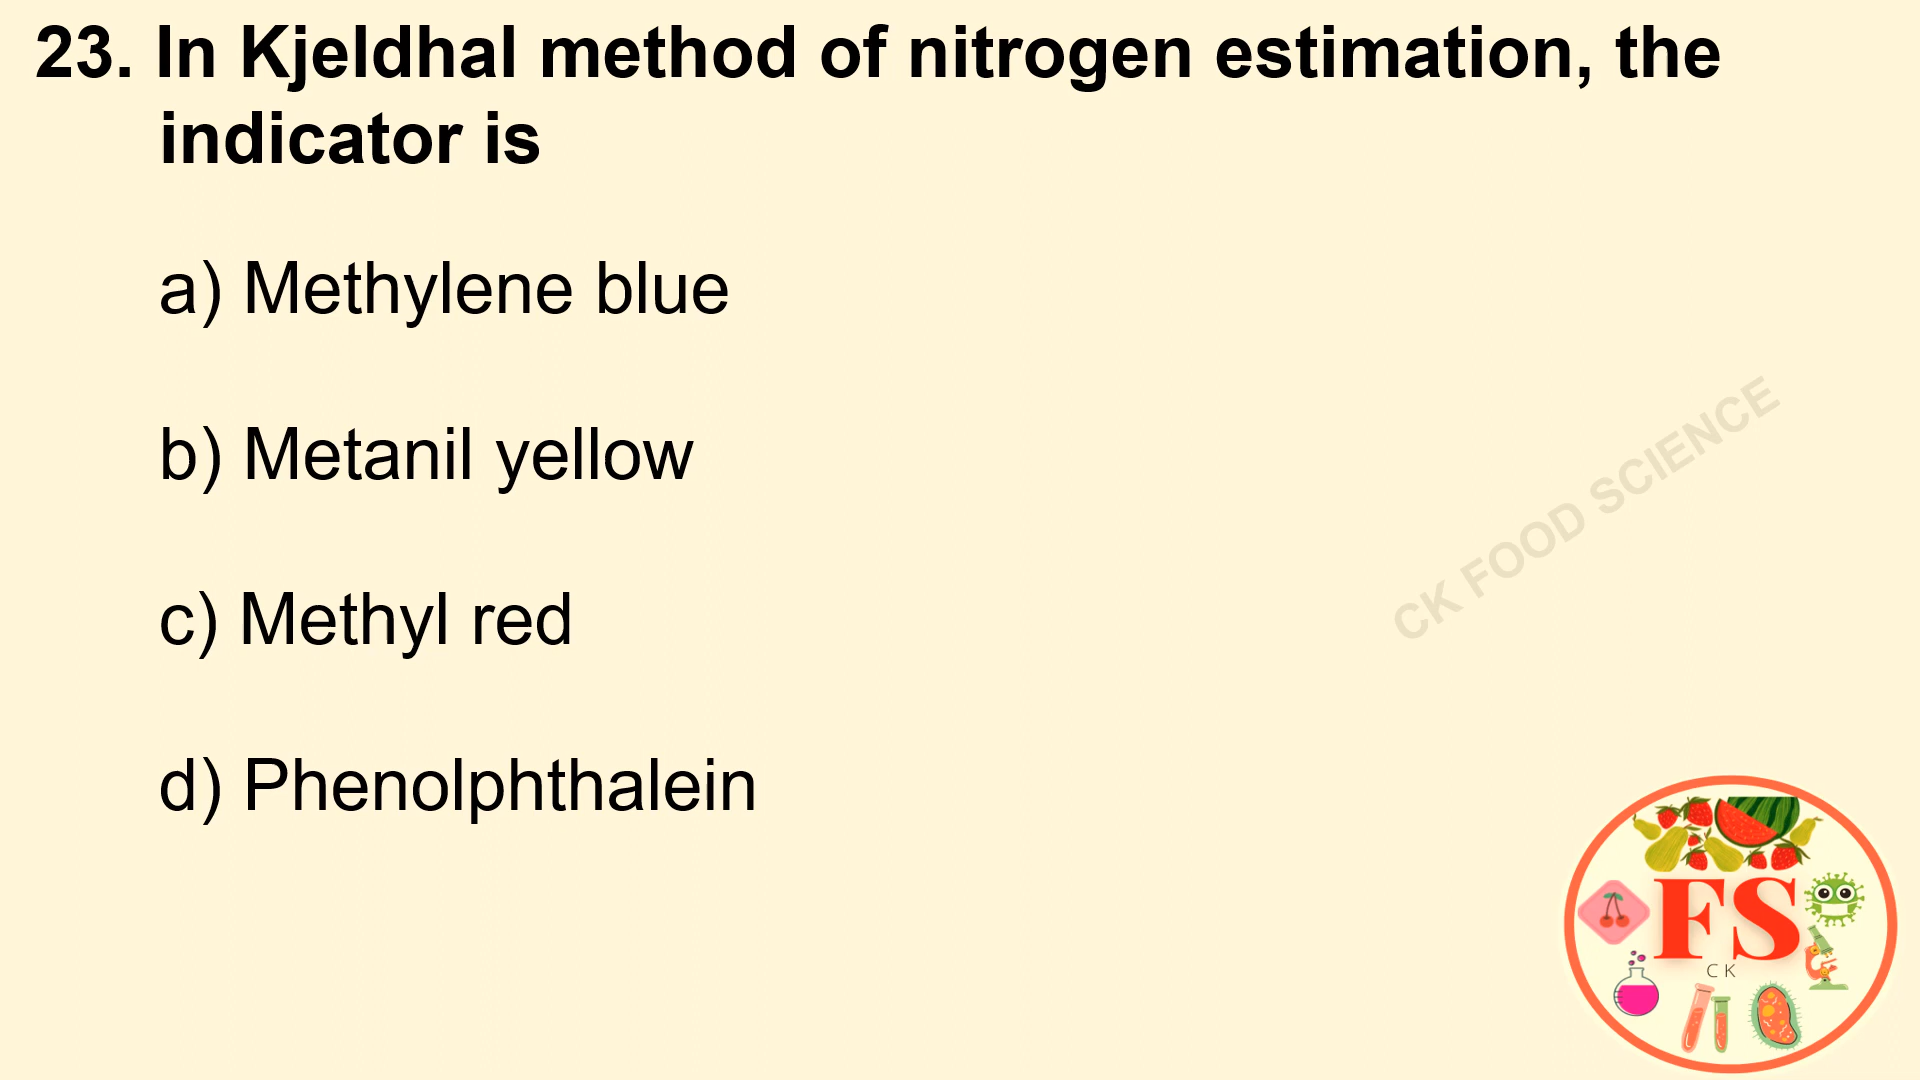 23. In Kjeldhal method of nitrogen estimation, the
indicator is
a) Methylene blue
b) Metanil yellow
c) Methyl red
d) Phenolphthalein
CK FOOD SCIENCE
FS
CK